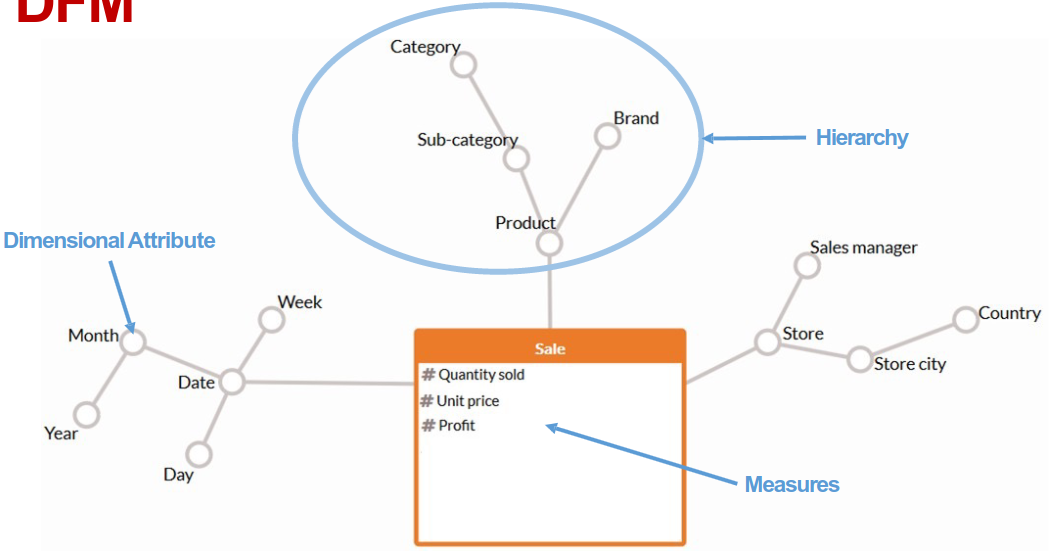 DFM
Category
Brand
Sub-category
Hierarchy
Product
Dimensional Attribute
Sales manager
Week
Country
Month
Store
Sale
Store city
# Quantity sold
Date
# Unit price
# Profit
Year
Day
Measures